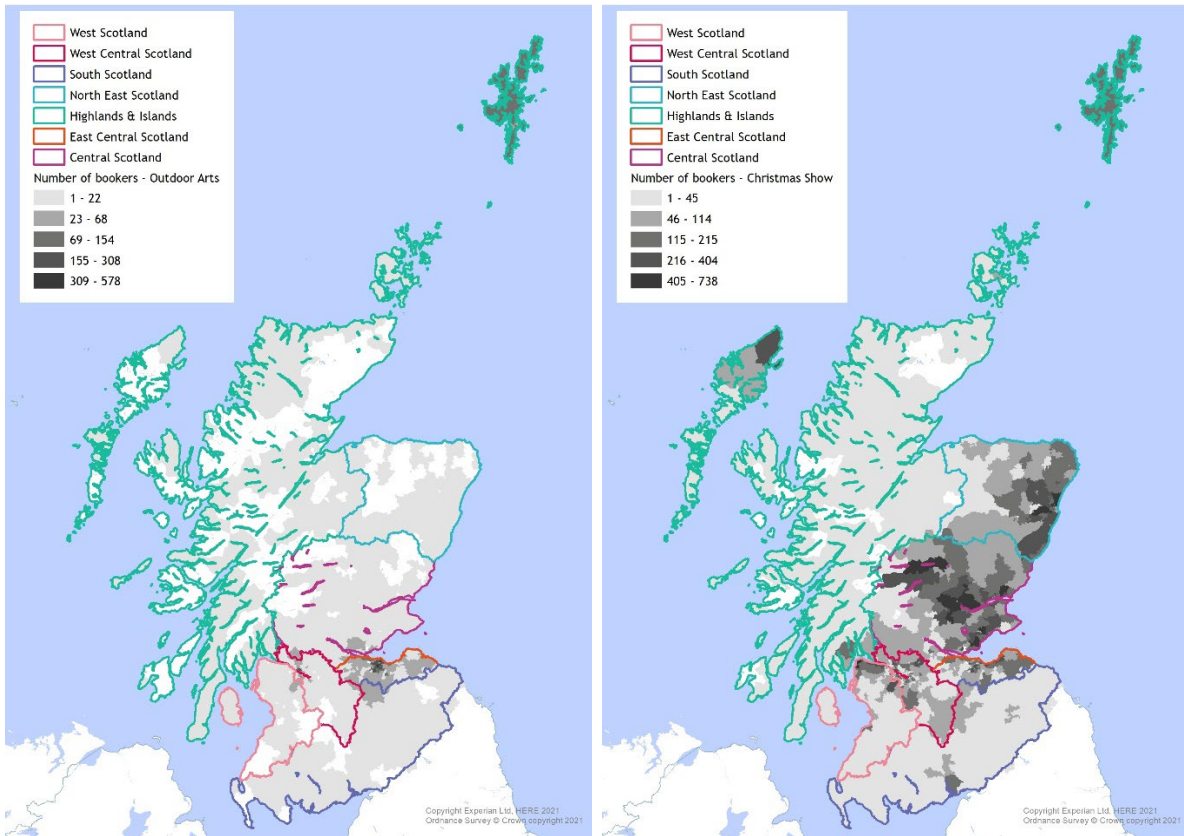 West Scotland
West Central Scotland
South Scotland
North East Scotland
Highlands & Islands
East Central Scotland
Central Scotland
Number of bookers - Outdoor Arts
1 - 22
23 - 68
69 - 154
155 - 308
309 - 578
Copyright Experian Ltd, HERE 2021
Ordnance Survey © Crown copyright 2021
West Scotland
West Central Scotland
South Scotland
North East Scotland
Highlands & Islands
East Central Scotland
Central Scotland
Number of bookers - Christmas Show
1 - 45
46 - 114
115 - 215
216 - 404
405 - 738
Copyright Experian Ltd, HERE 2021
Ordnance Survey © Crown copyright 2021